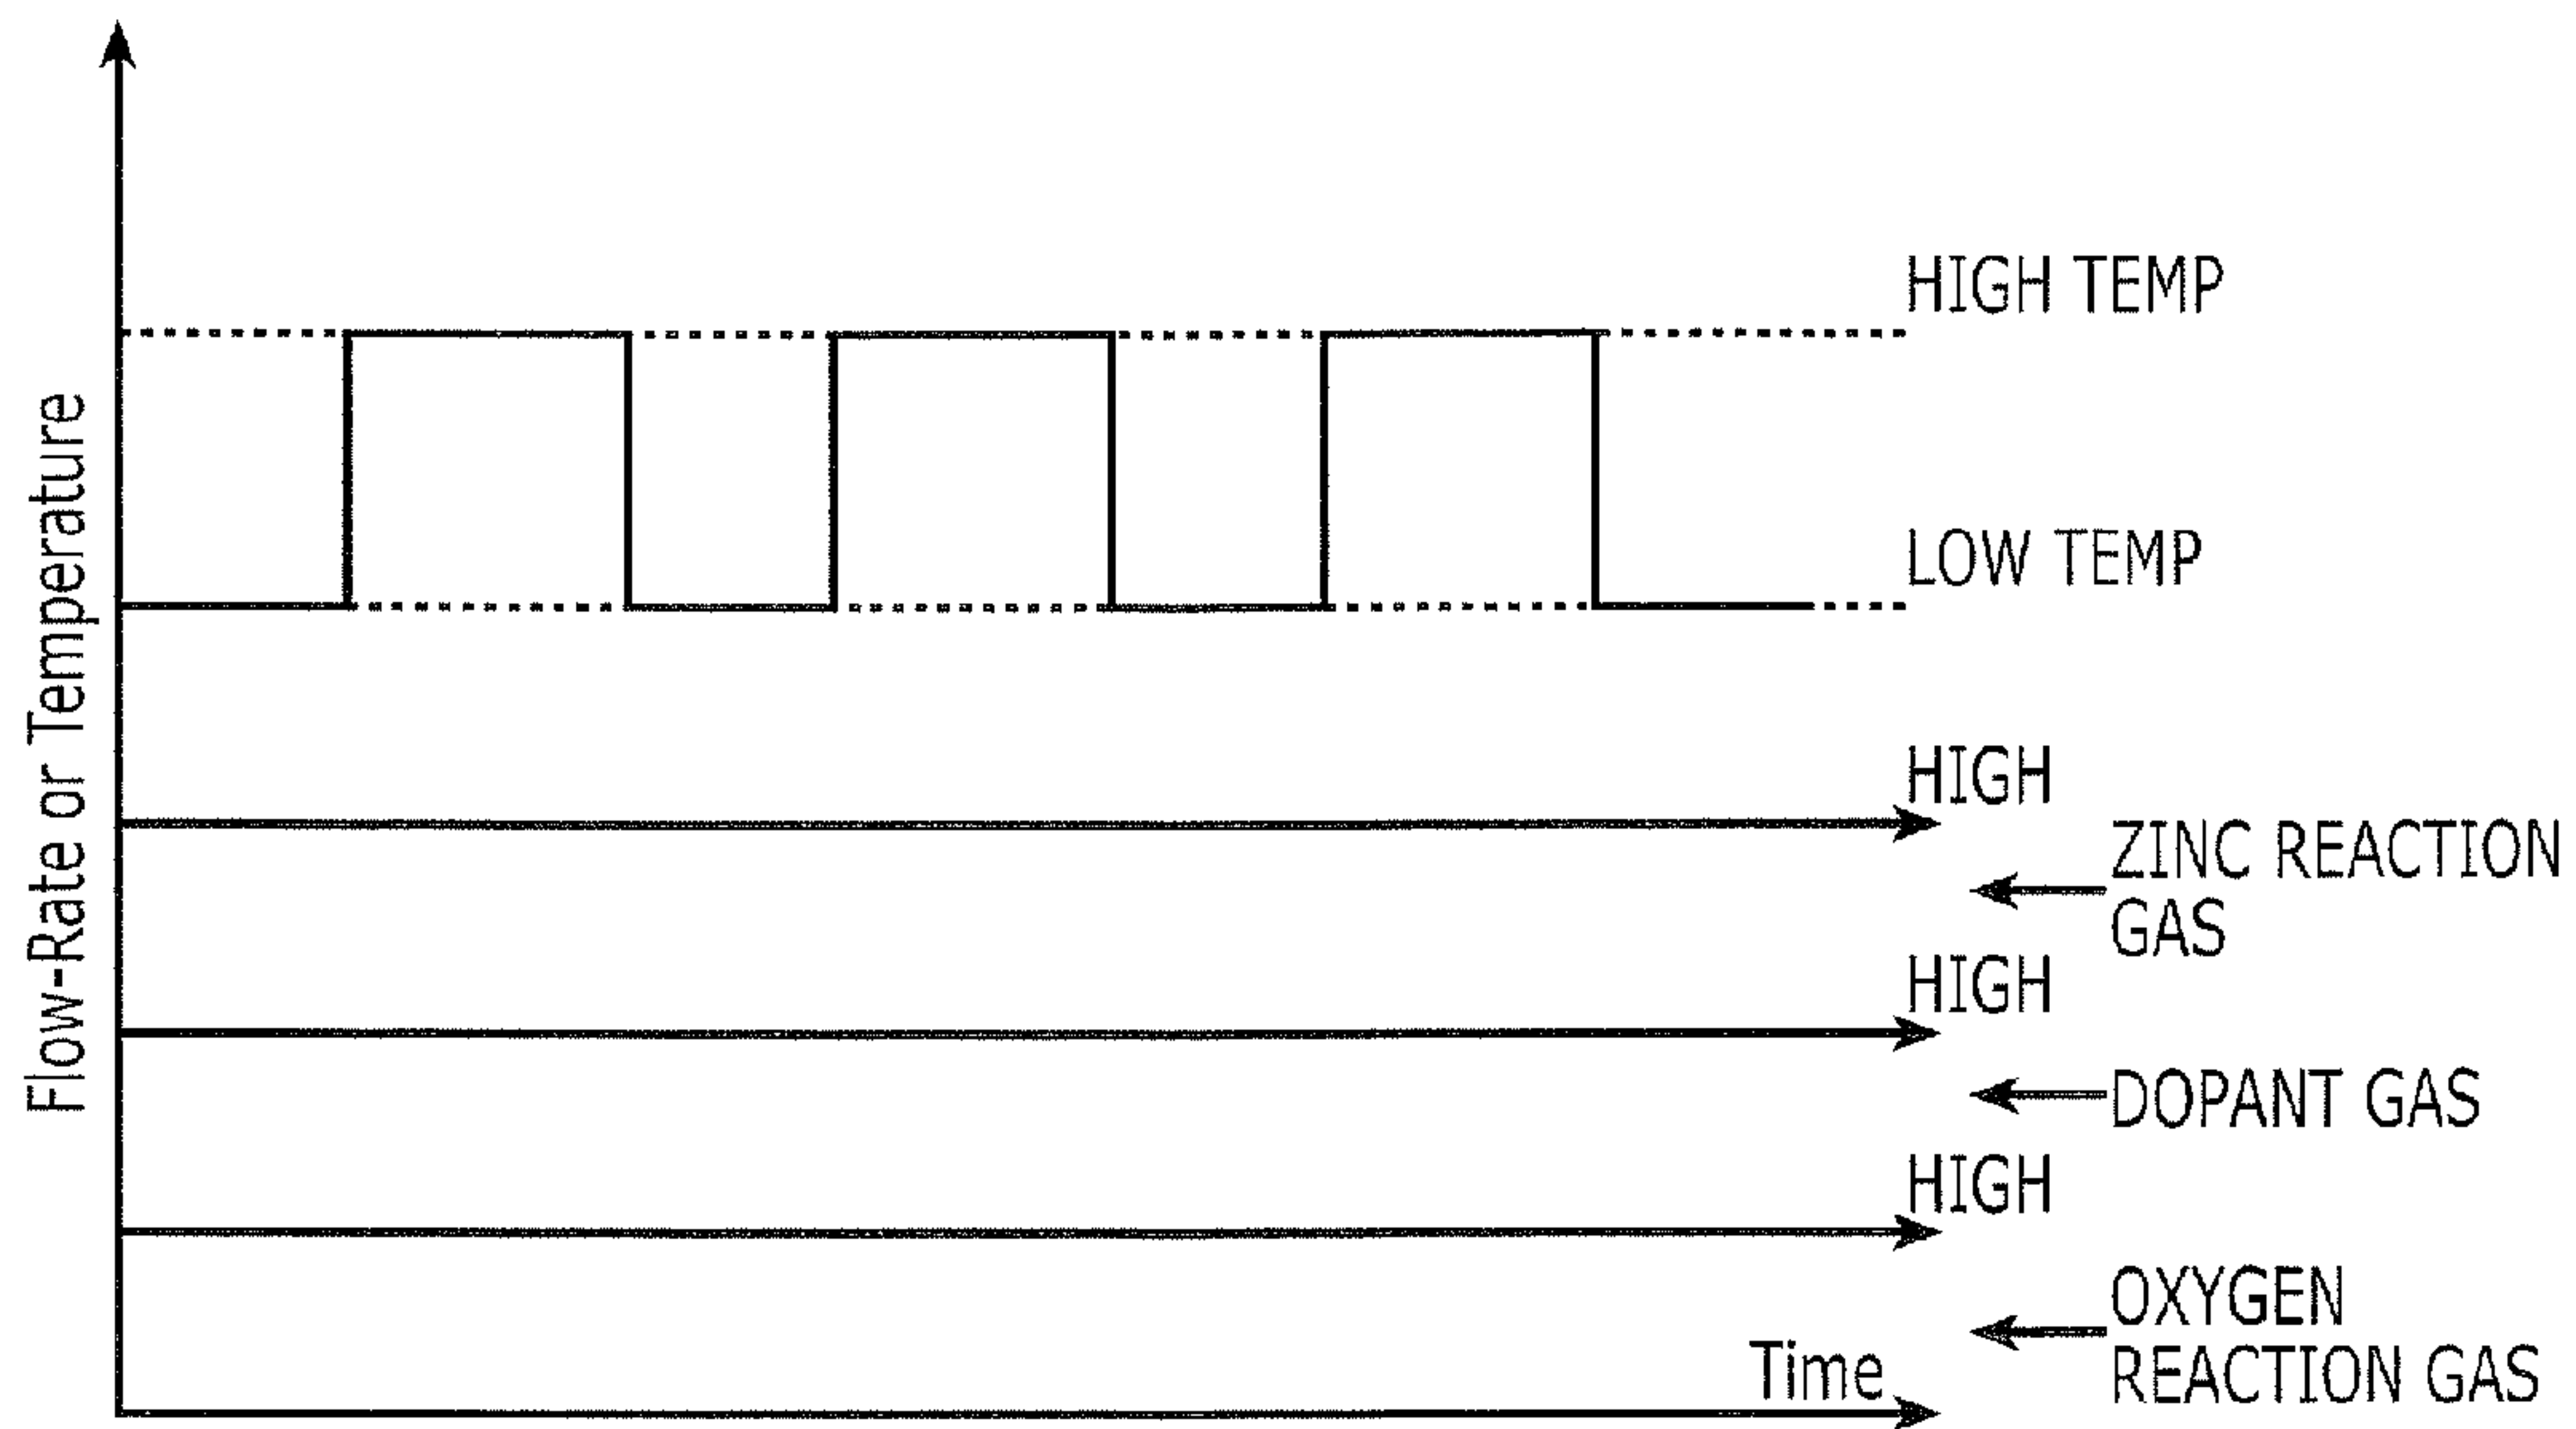 Flow-Rate or Temperature
HIGH TEMP
LOW TEMP
HIGH
ZINC REACTION
GAS
HIGH
DOPANT GAS
HIGH
OXYGEN
REACTION GAS
Time